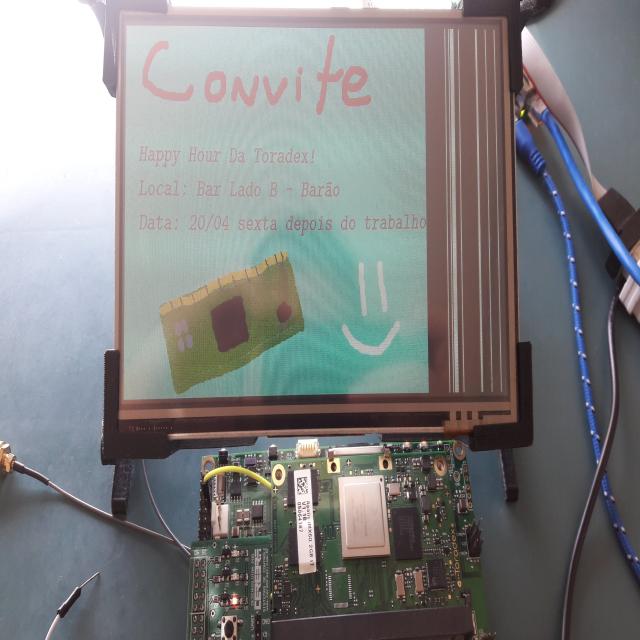 Convite
Happy Hour Da Toradex!
Local: Bar Lado B - Barão
Data: 20/04 sexta depois do trabalho